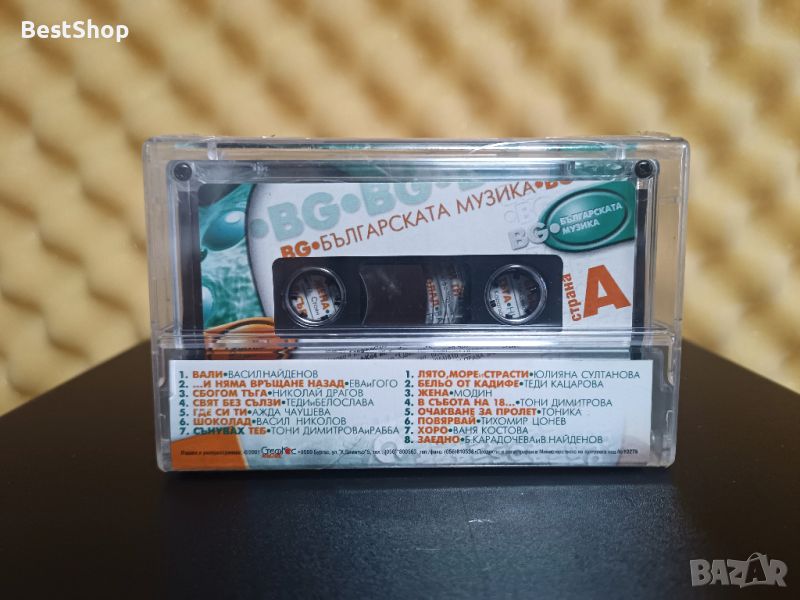 BestShop
•BG•BG•
BG•БЪЛГАРСКАТА МУЗИКА•
BG•БЪЛГАРСКАТА
МУЗИКА
страна А
1. ВАЛИ•ВАСИЛ НАЙДЕНОВ
2. ...И НЯМА ВРЪЩАНЕ НАЗАД•ЕВА и ГОГО
3. СБОГОМ ТЪГА•НИКОЛАЙ ДРАГОВ
4. СВЯТ БЕЗ СЪЛЗИ•ТЕДИ и БЕЛОСЛАВА
5. ГДЕ СИ ТИ•АЖДА ЧАУШЕВА
6. ШОКОЛАД•ВАСИЛ НИКОЛОВ
7. СЪНУВАХ ТЕБ•ТОНИ ДИМИТРОВА и РАББА
1. ЛЯТО,МОРЕ и СТРАСТИ•ЮЛИЯНА СУЛТАНОВА
2. БЕЛЬО ОТ КАДИФЕ•ТЕДИ КАЦАРОВА
3. ЖЕНА•МОДИН
4. В СЪБОТА НА 18...•ТОНИ ДИМИТРОВА
5. ОЧАКВАНЕ ЗА ПРОЛЕТ•ТОНИКА
6. ПОВЯРВАЙ•ТИХОМИР ЦОНЕВ
7. ХОРО•ВАНЯ КОСТОВА
8. ЗАЕДНО•Б.КАРАДОЧЕВА и В.НАЙДЕНОВ
BAZAR